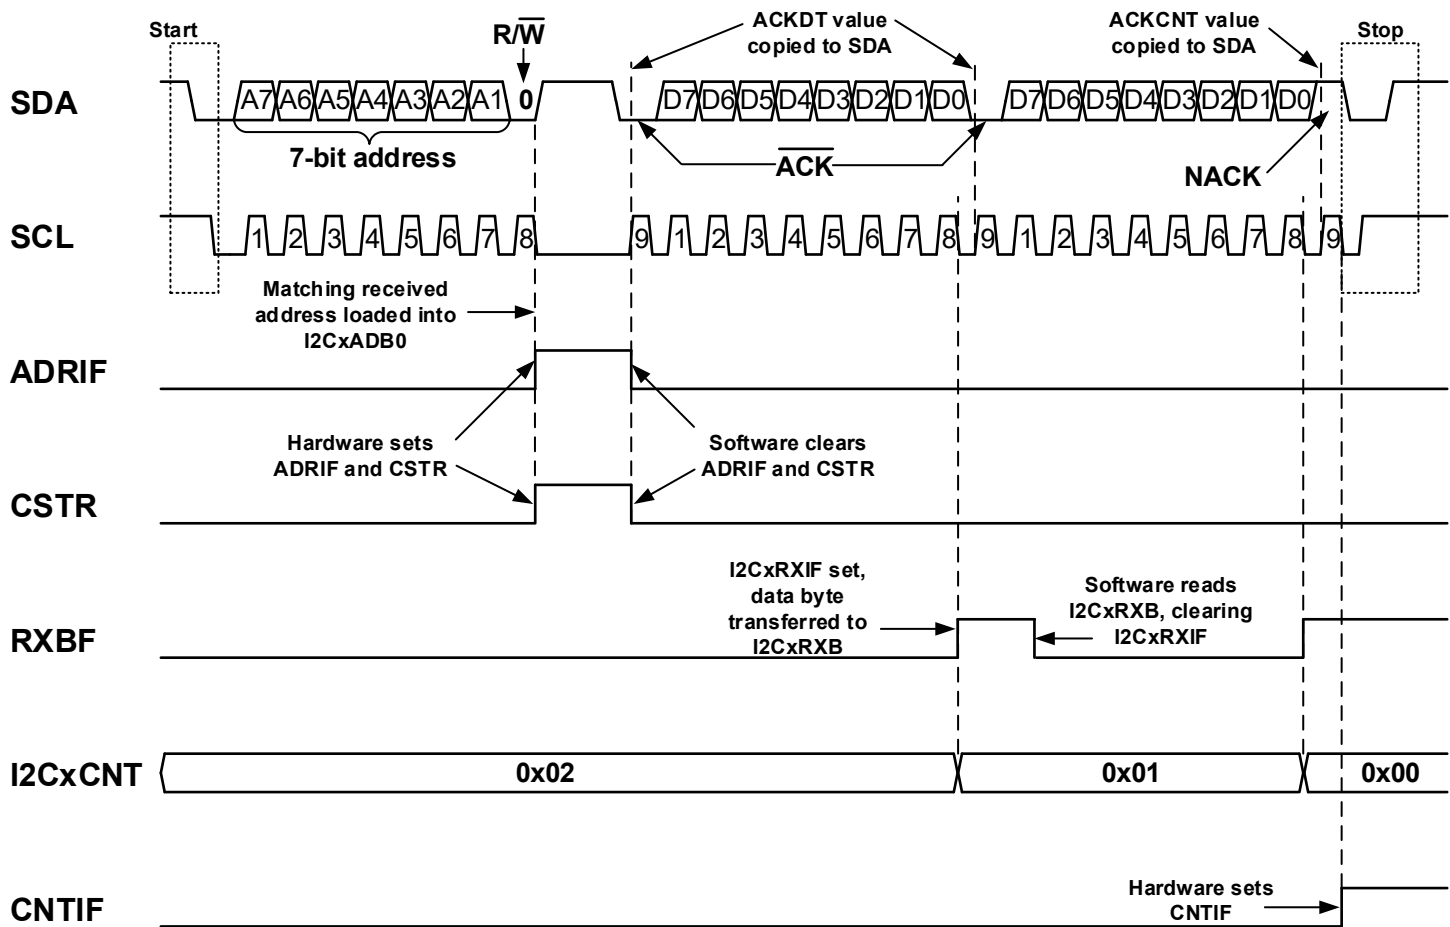 Start
R/W
ACKDT value
copied to SDA
ACKCNT value
copied to SDA
Stop
SDA
A7 A6 A5 A4 A3 A2 A1 0
D7 D6 D5 D4 D3 D2 D1 D0
D7 D6 D5 D4 D3 D2 D1 D0
7-bit address
ACK
NACK
SCL
1 2 3 4 5 6 7 8 9 1 2 3 4 5 6 7 8 9 1 2 3 4 5 6 7 8 9
Matching received
address loaded into
I2CxADB0
ADRIF
Hardware sets
ADRIF and CSTR
Software clears
ADRIF and CSTR
CSTR
I2CxRXIF set,
data byte
transferred to
I2CxRXB
Software reads
I2CxRXB, clearing
I2CxRXIF
RXBF
I2CxCNT
0x02
0x01
0x00
Hardware sets
CNTIF
CNTIF